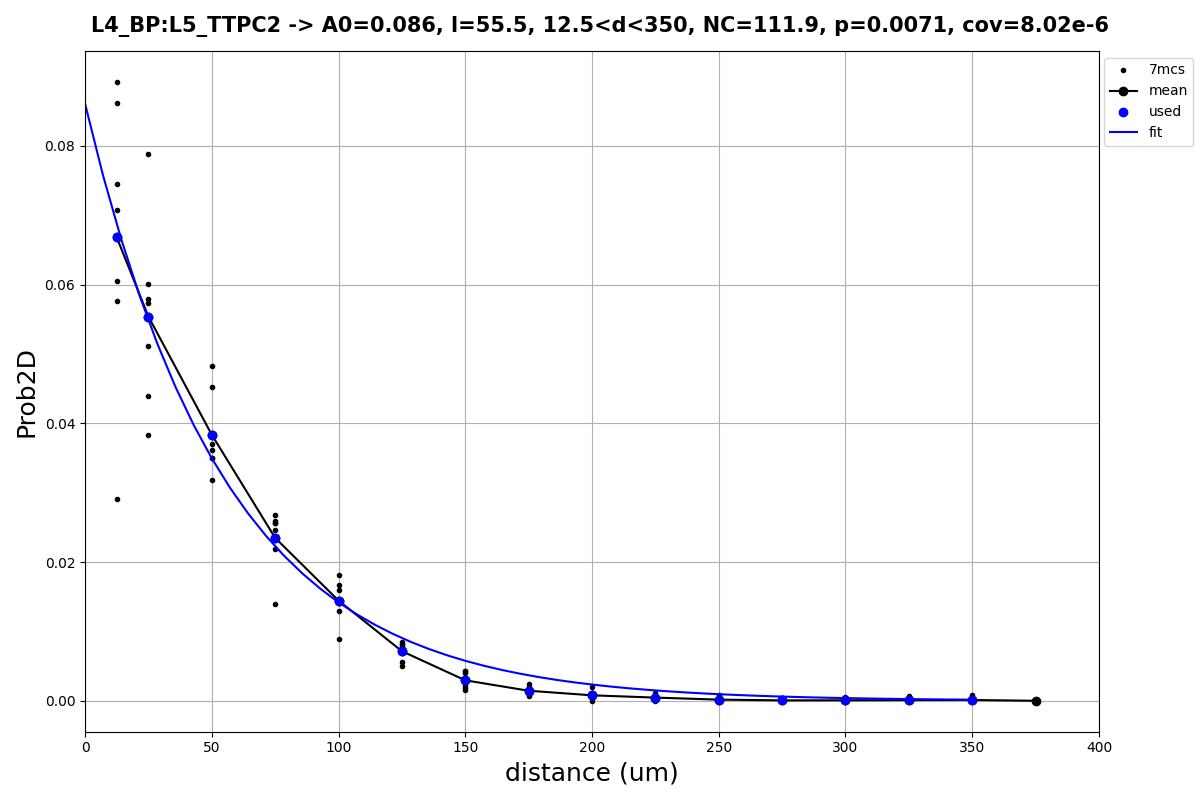 L4_BP:L5_TTPC2 -> A0=0.086, l=55.5, 12.5<d<350, NC=111.9, p=0.0071, cov=8.02e-6
7mcs
mean
used
fit
0.08
0.06
0.04
0.02
0.00
Prob2D
0 50 100 150 200 250 300 350 400
distance (um)